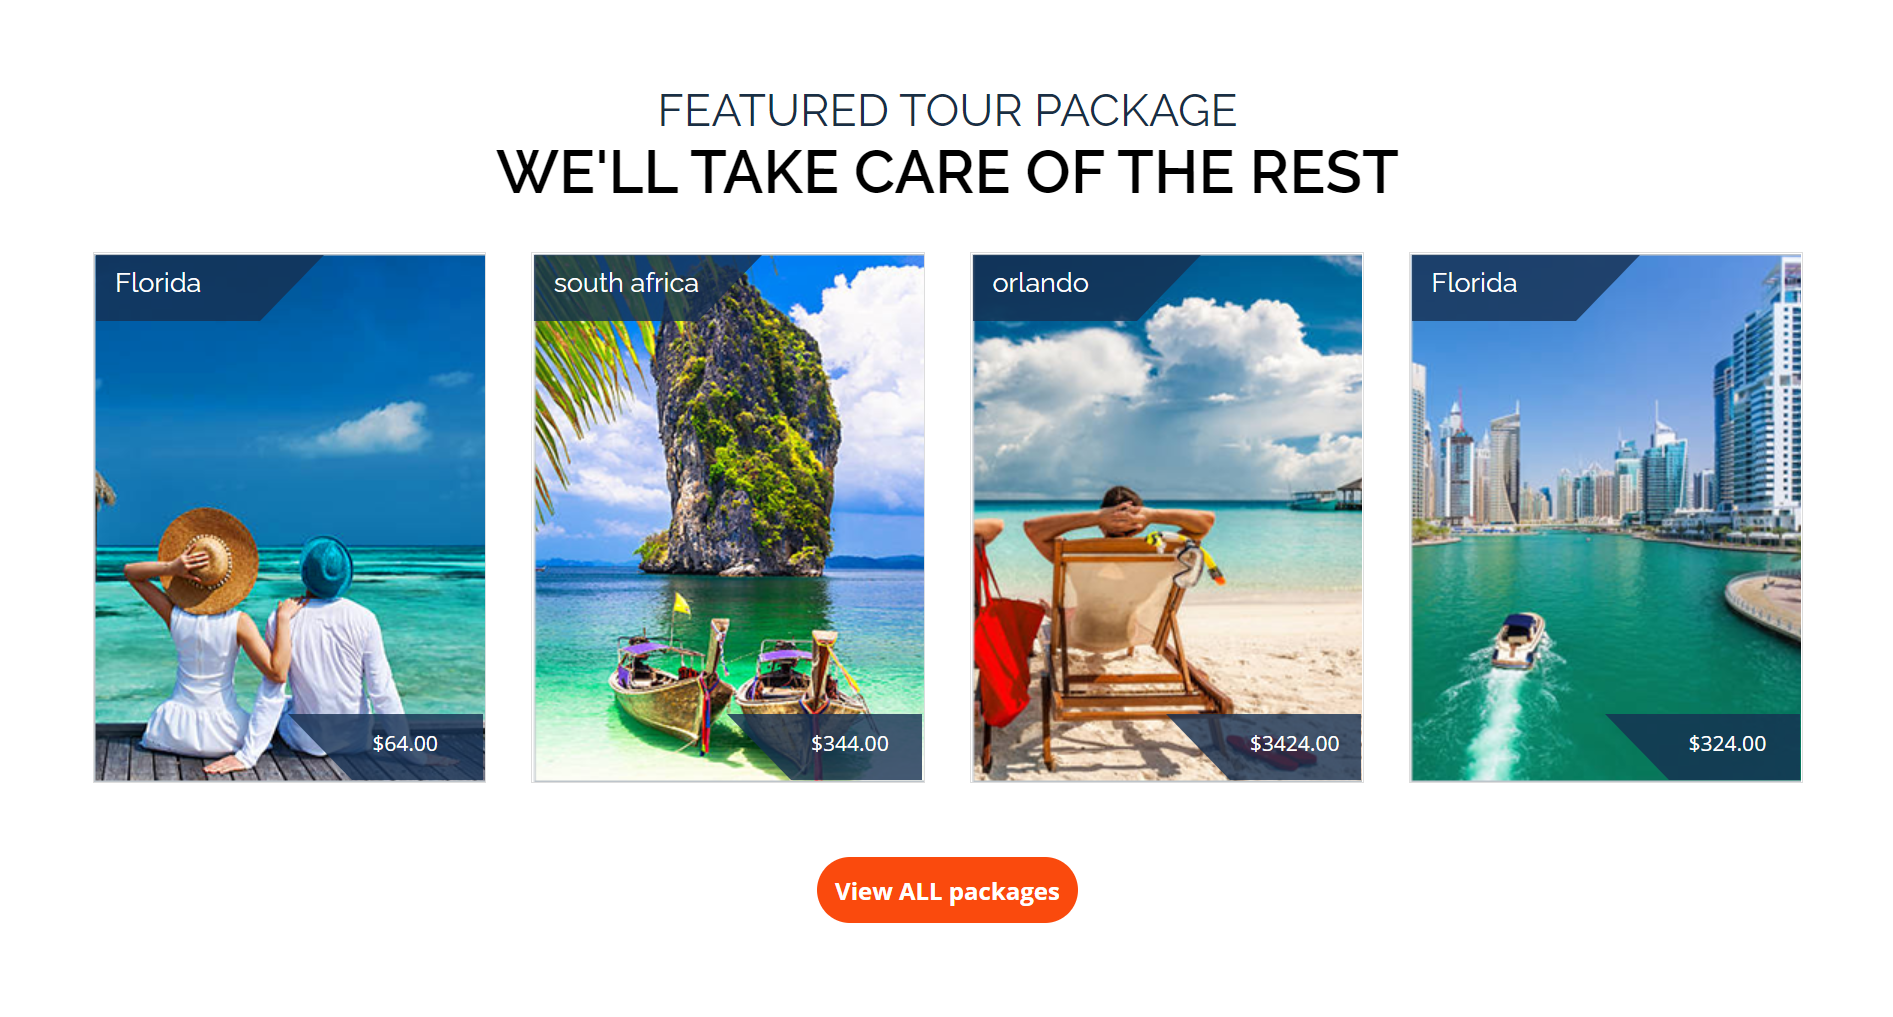 FEATURED TOUR PACKAGE
WE'LL TAKE CARE OF THE REST
Florida
$64.00
south africa
$344.00
orlando
$3424.00
Florida
$324.00
View ALL packages